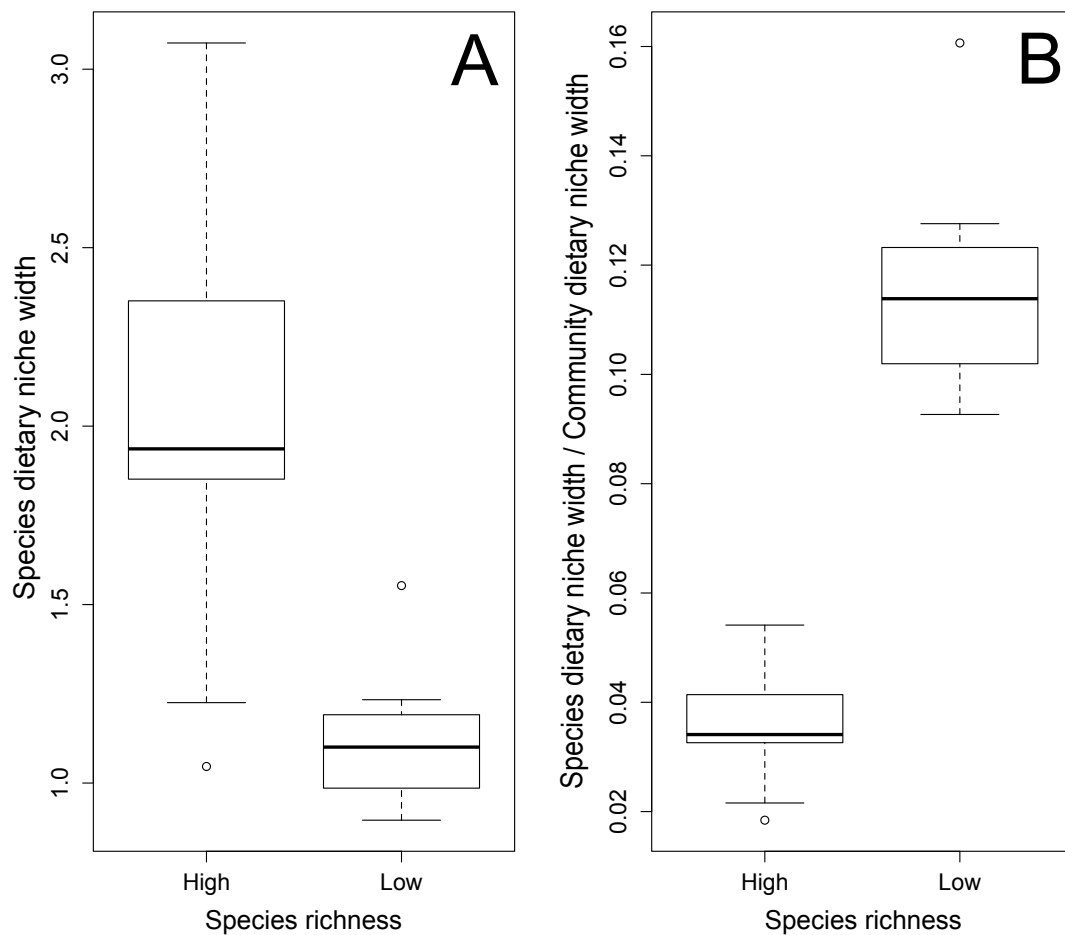 A
Species dietary niche width
3.0
2.5
2.0
1.5
1.0
High
Low
Species richness
B
Species dietary niche width / Community dietary niche width
0.16
0.14
0.12
0.10
0.08
0.06
0.04
0.02
High
Low
Species richness